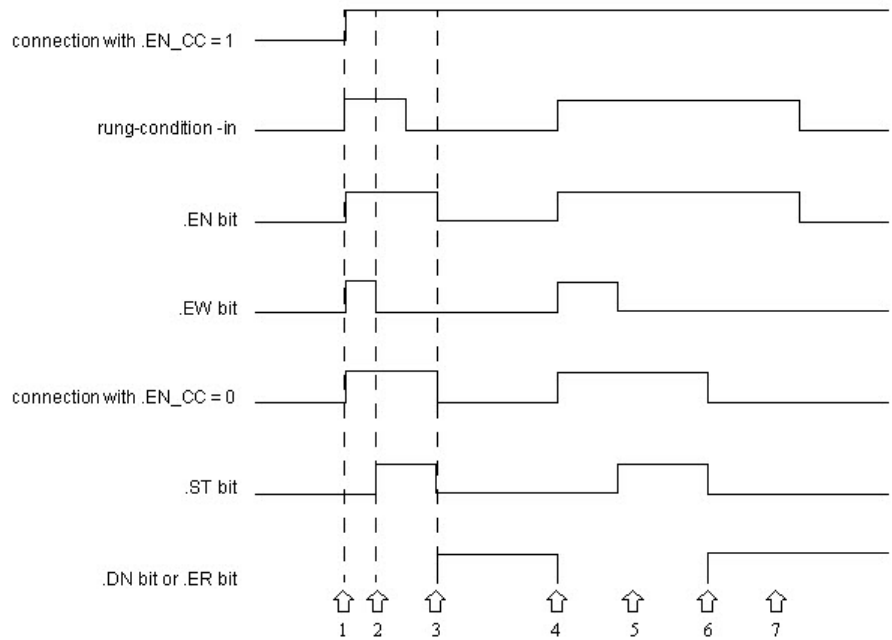 connection with .EN_CC = 1
rung-condition -in
.EN bit
.EW bit
connection with .EN_CC = 0
.ST bit
.DN bit or .ER bit
1 2 3 4 5 6 7